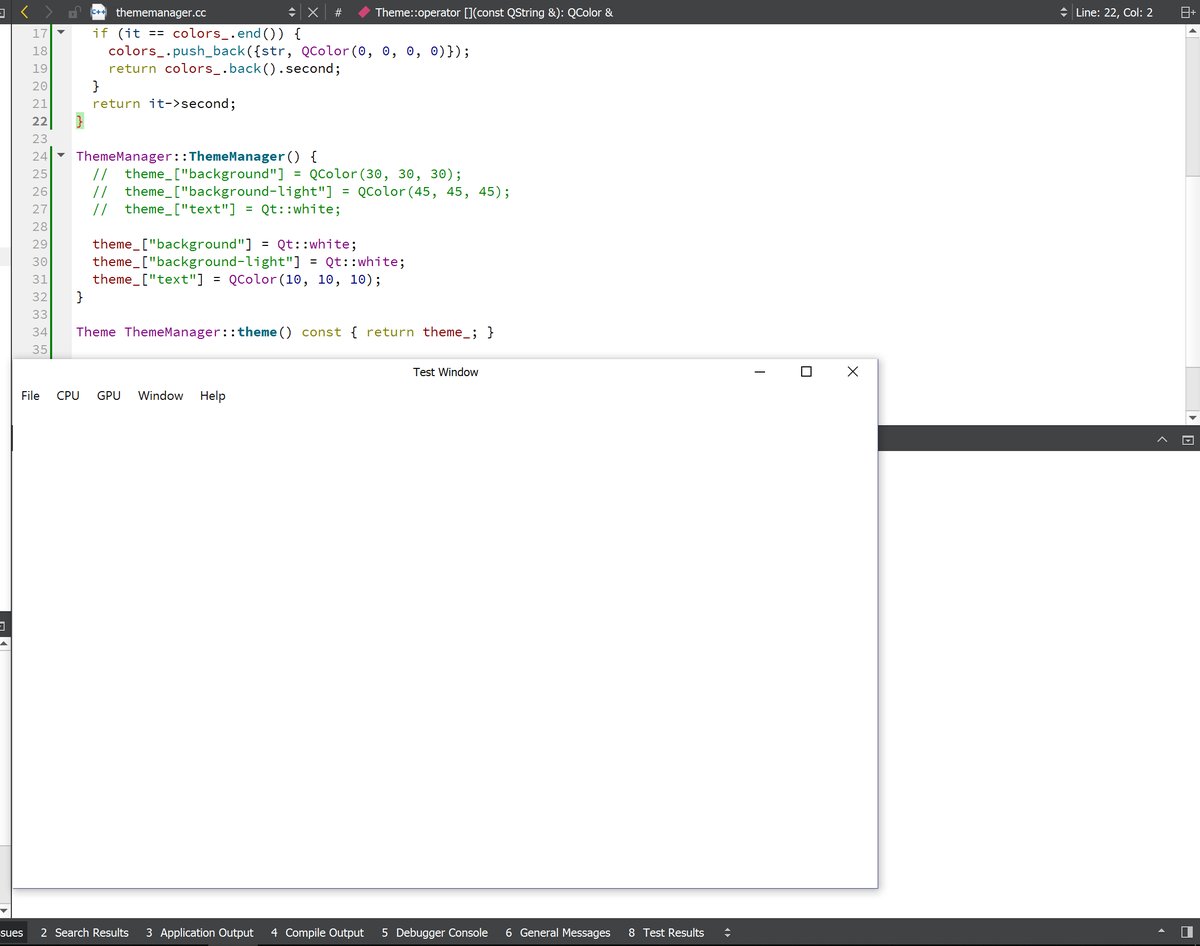 thememanager.cc # Theme::operator [](const QString &): QColor & Line: 22, Col: 2
17 if (it == colors_.end()) {
18 colors_.push_back({str, QColor(0, 0, 0, 0)});
19 return colors_.back().second;
20 }
21 return it->second;
22 }
23
24 ThemeManager::ThemeManager() {
25 //  theme_["background"] = QColor(30, 30, 30);
26 //  theme_["background-light"] = QColor(45, 45, 45);
27 //  theme_["text"] = Qt::white;
28
29 theme_["background"] = Qt::white;
30 theme_["background-light"] = Qt::white;
31 theme_["text"] = QColor(10, 10, 10);
32 }
33
34 Theme ThemeManager::theme() const { return theme_; }
35
Test Window
File CPU GPU Window Help
sues 2 Search Results 3 Application Output 4 Compile Output 5 Debugger Console 6 General Messages 8 Test Results